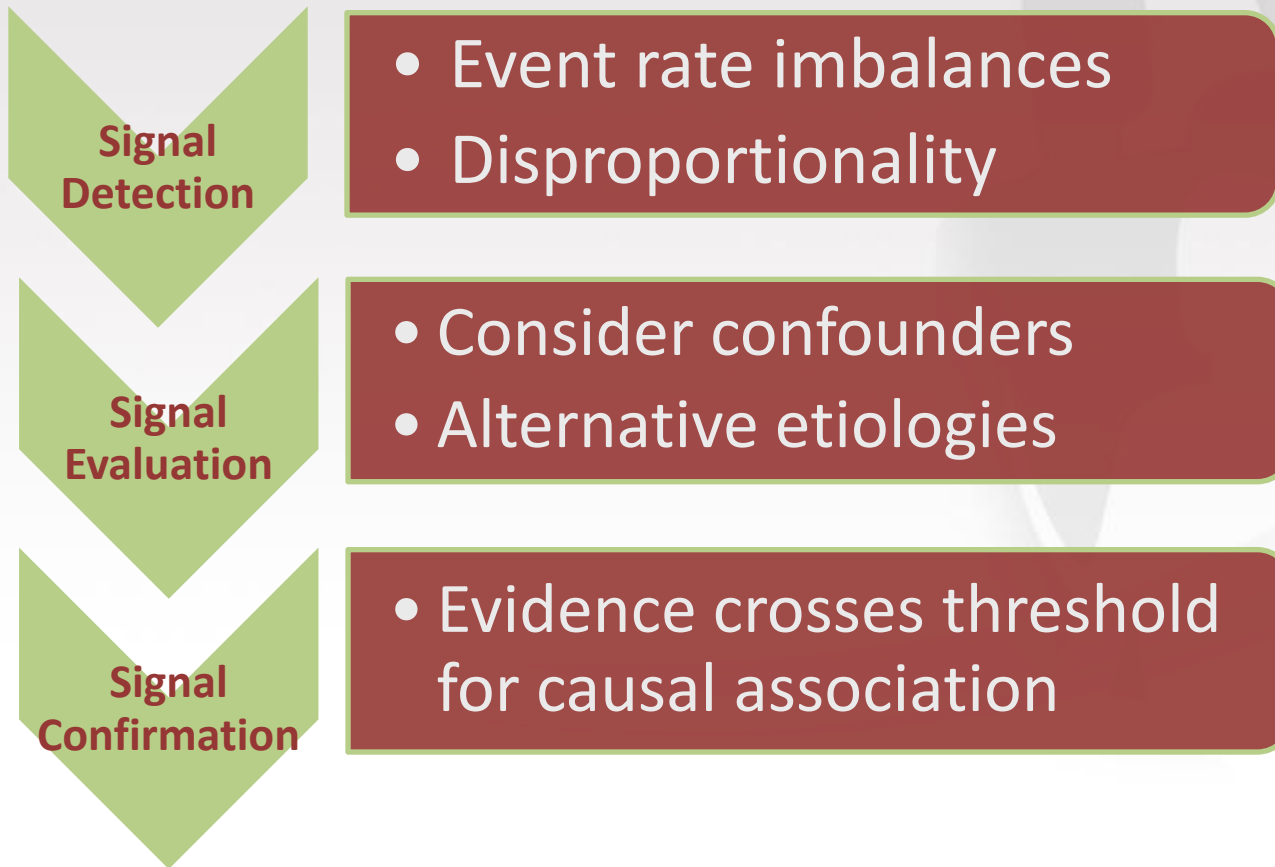 Signal
Detection
• Event rate imbalances
• Disproportionality
Signal
Evaluation
• Consider confounders
• Alternative etiologies
Signal
Confirmation
• Evidence crosses threshold
for causal association